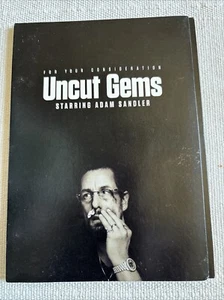 FOR YOUR CONSIDERATION
Uncut Gems
STARRING ADAM SANDLER